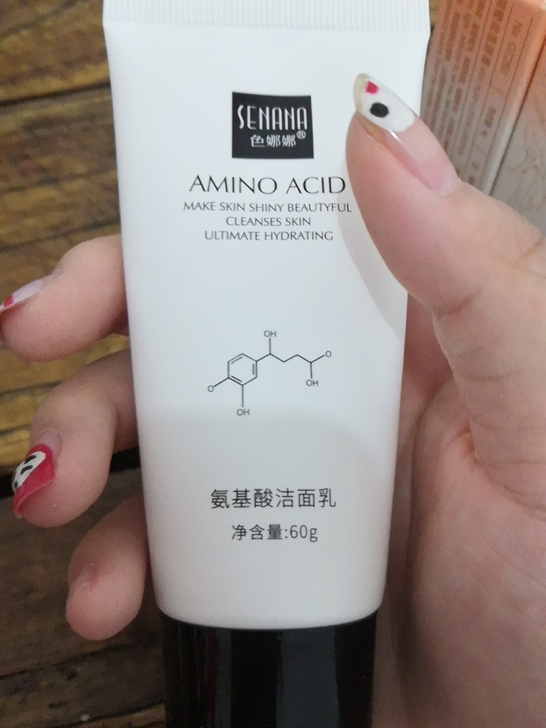 SENANA
色娜娜®
AMINO ACID
MAKE SKIN SHINY BEAUTYFUL
CLEANSES SKIN
ULTIMATE HYDRATING
OH
O
OH
O
OH
氨基酸洁面乳
净含量:60g